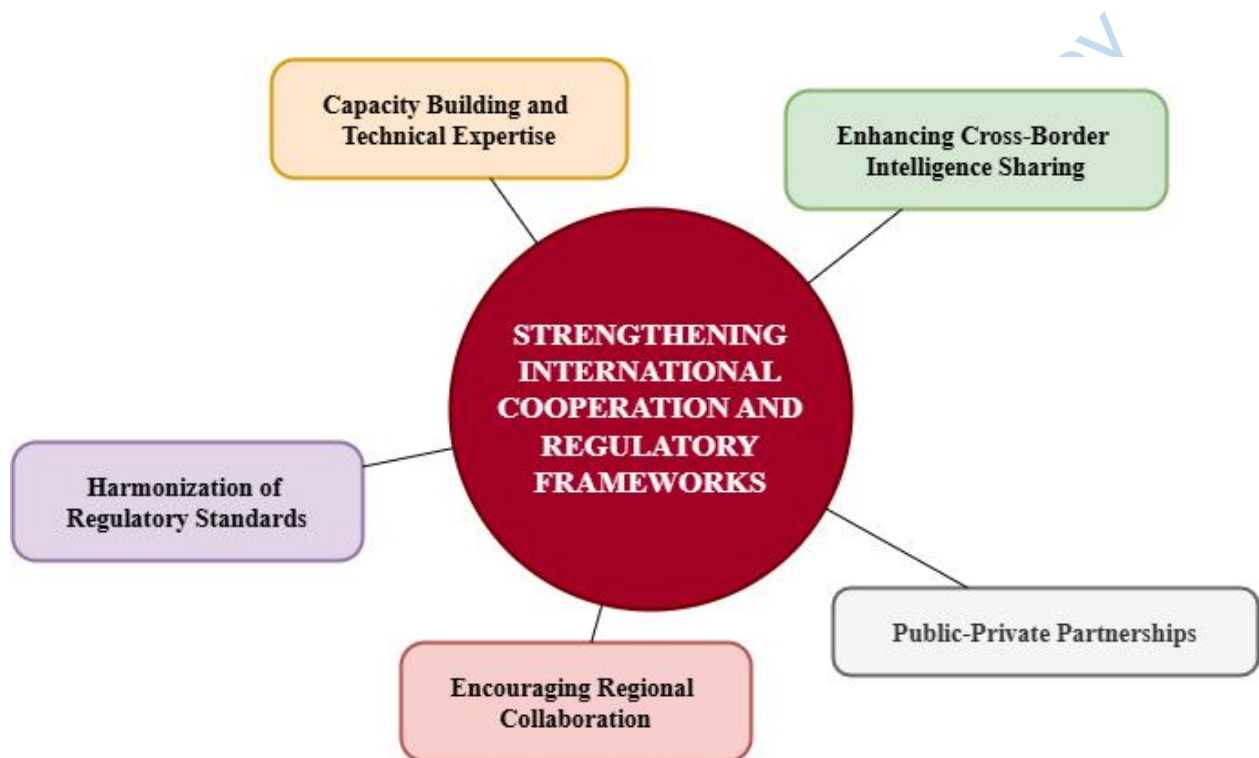 Capacity Building and
Technical Expertise
Enhancing Cross-Border
Intelligence Sharing
STRENGTHENING
INTERNATIONAL
COOPERATION AND
REGULATORY
FRAMEWORKS
Harmonization of
Regulatory Standards
Public-Private Partnerships
Encouraging Regional
Collaboration